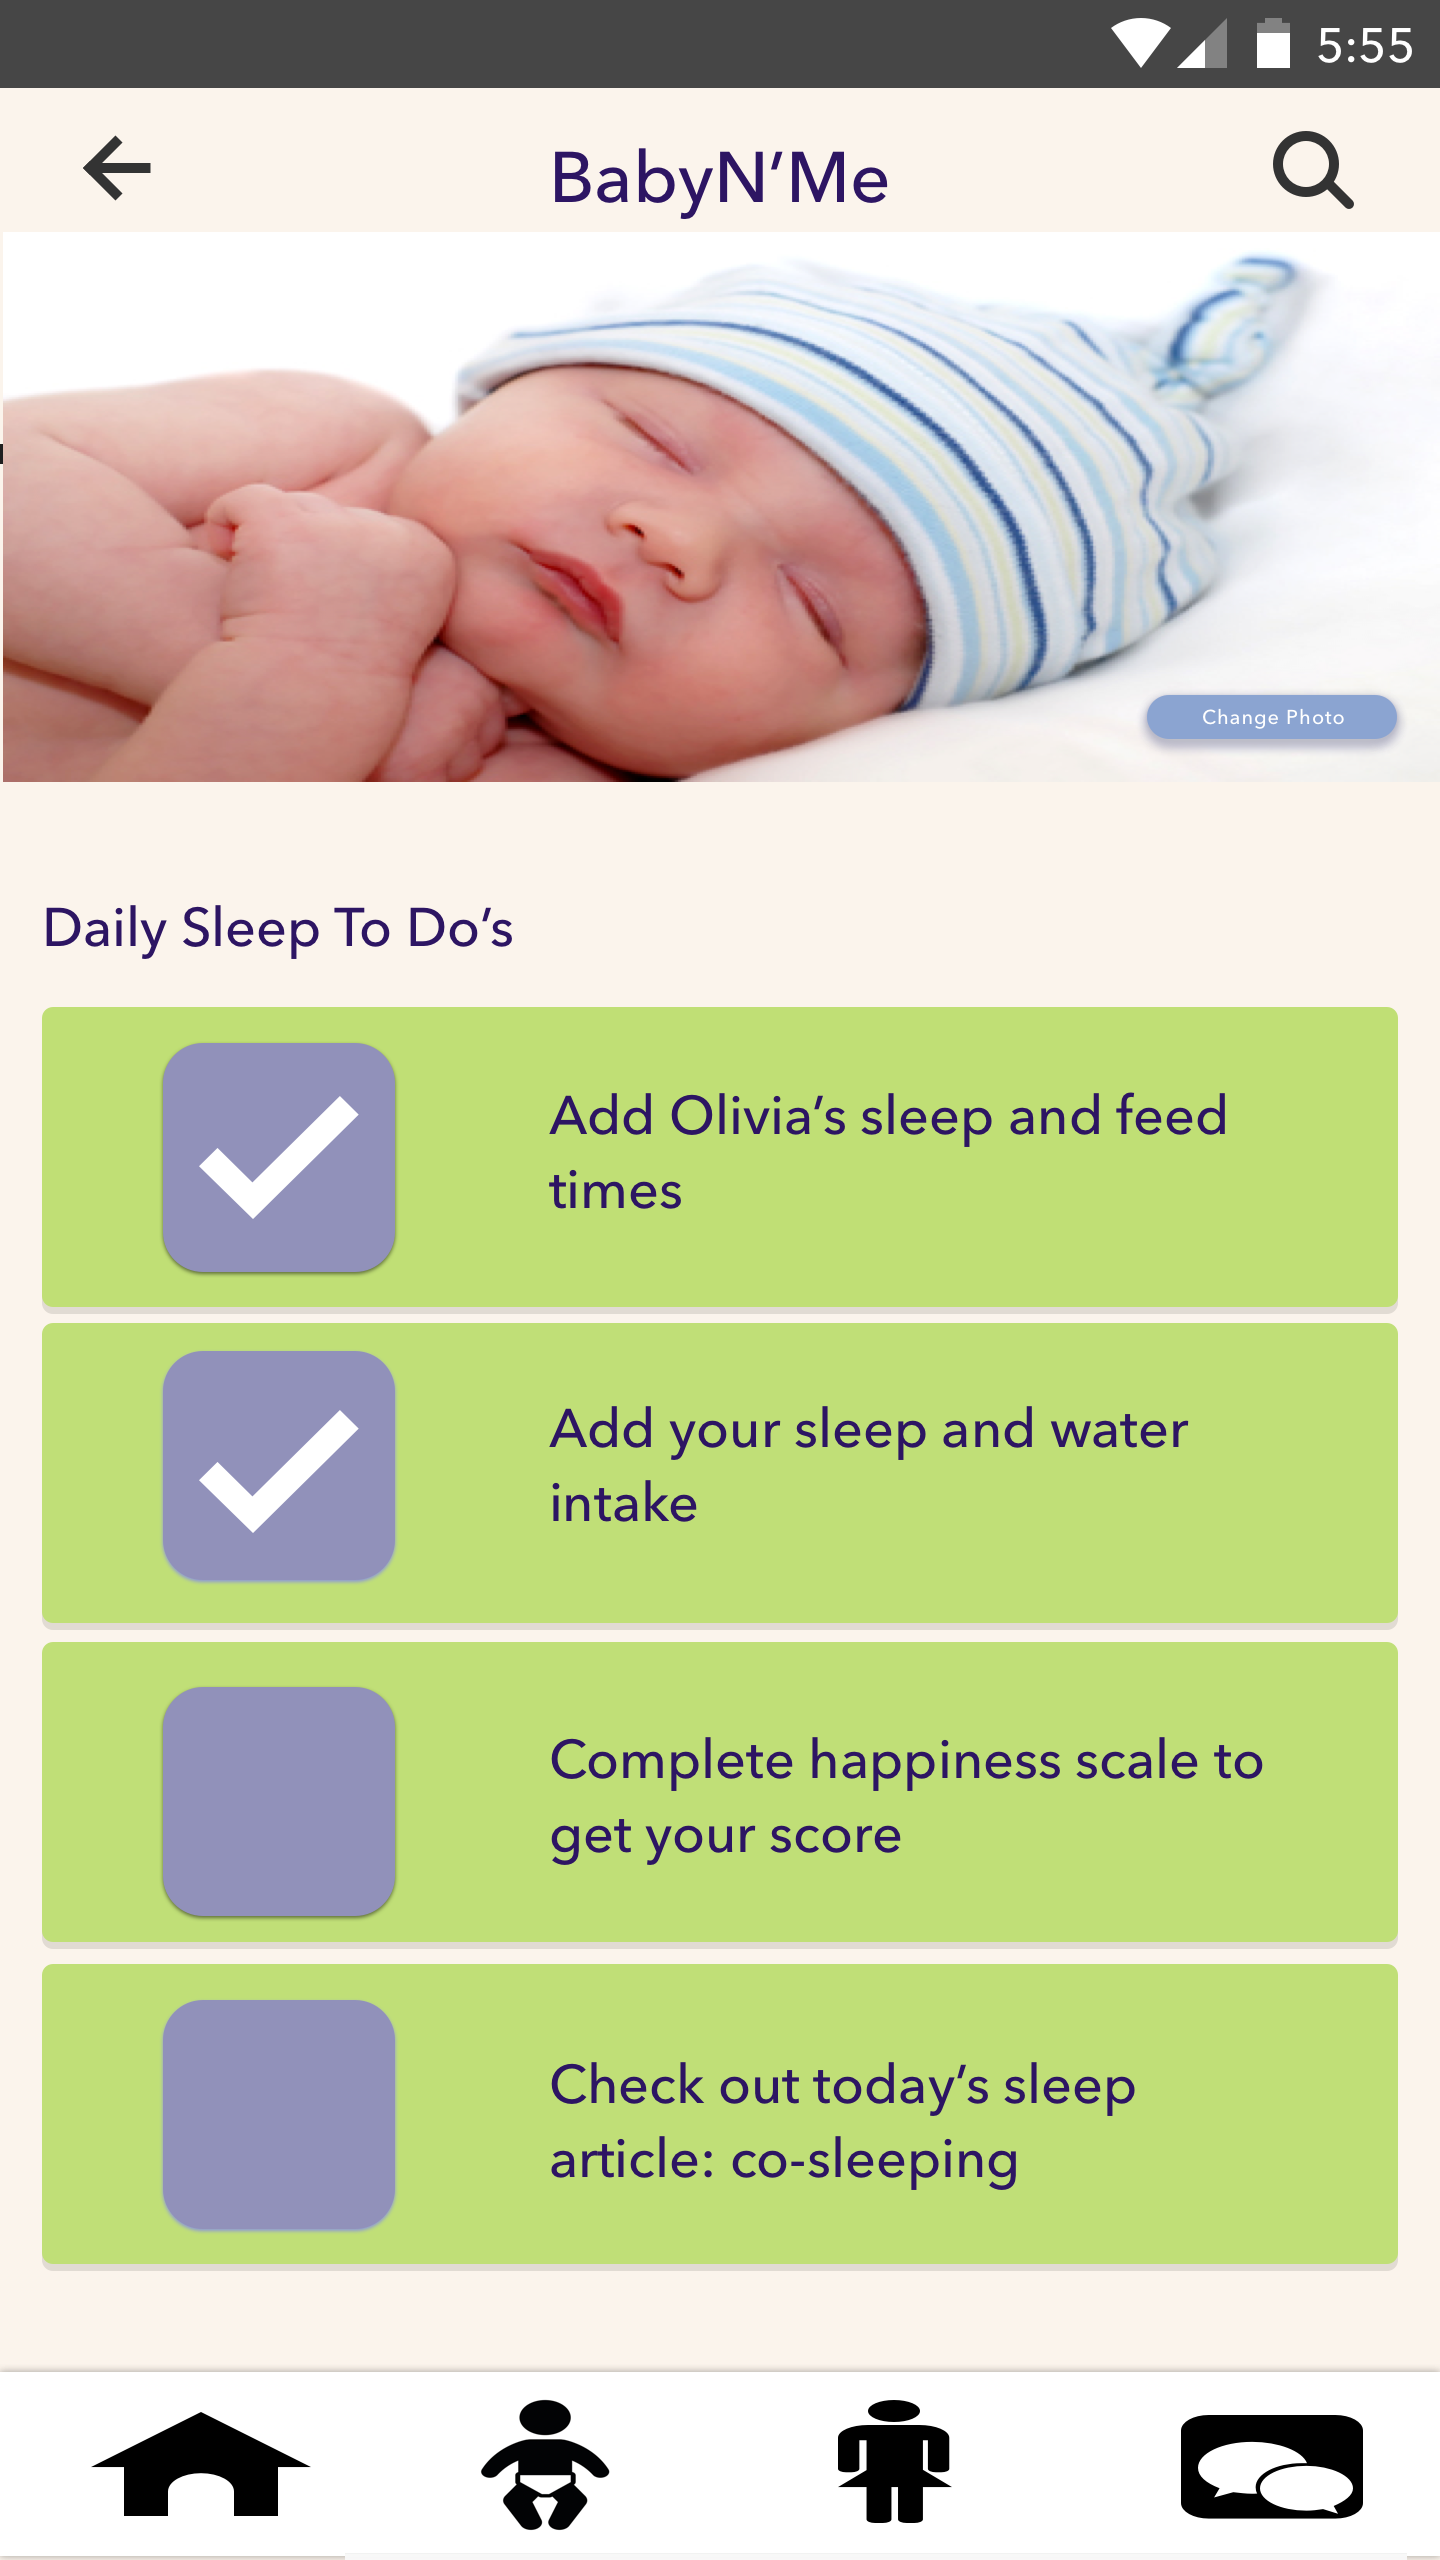 5:55
BabyN’Me
Change Photo
Daily Sleep To Do’s
Add Olivia’s sleep and feed
times
Add your sleep and water
intake
Complete happiness scale to
get your score
Check out today’s sleep
article: co-sleeping